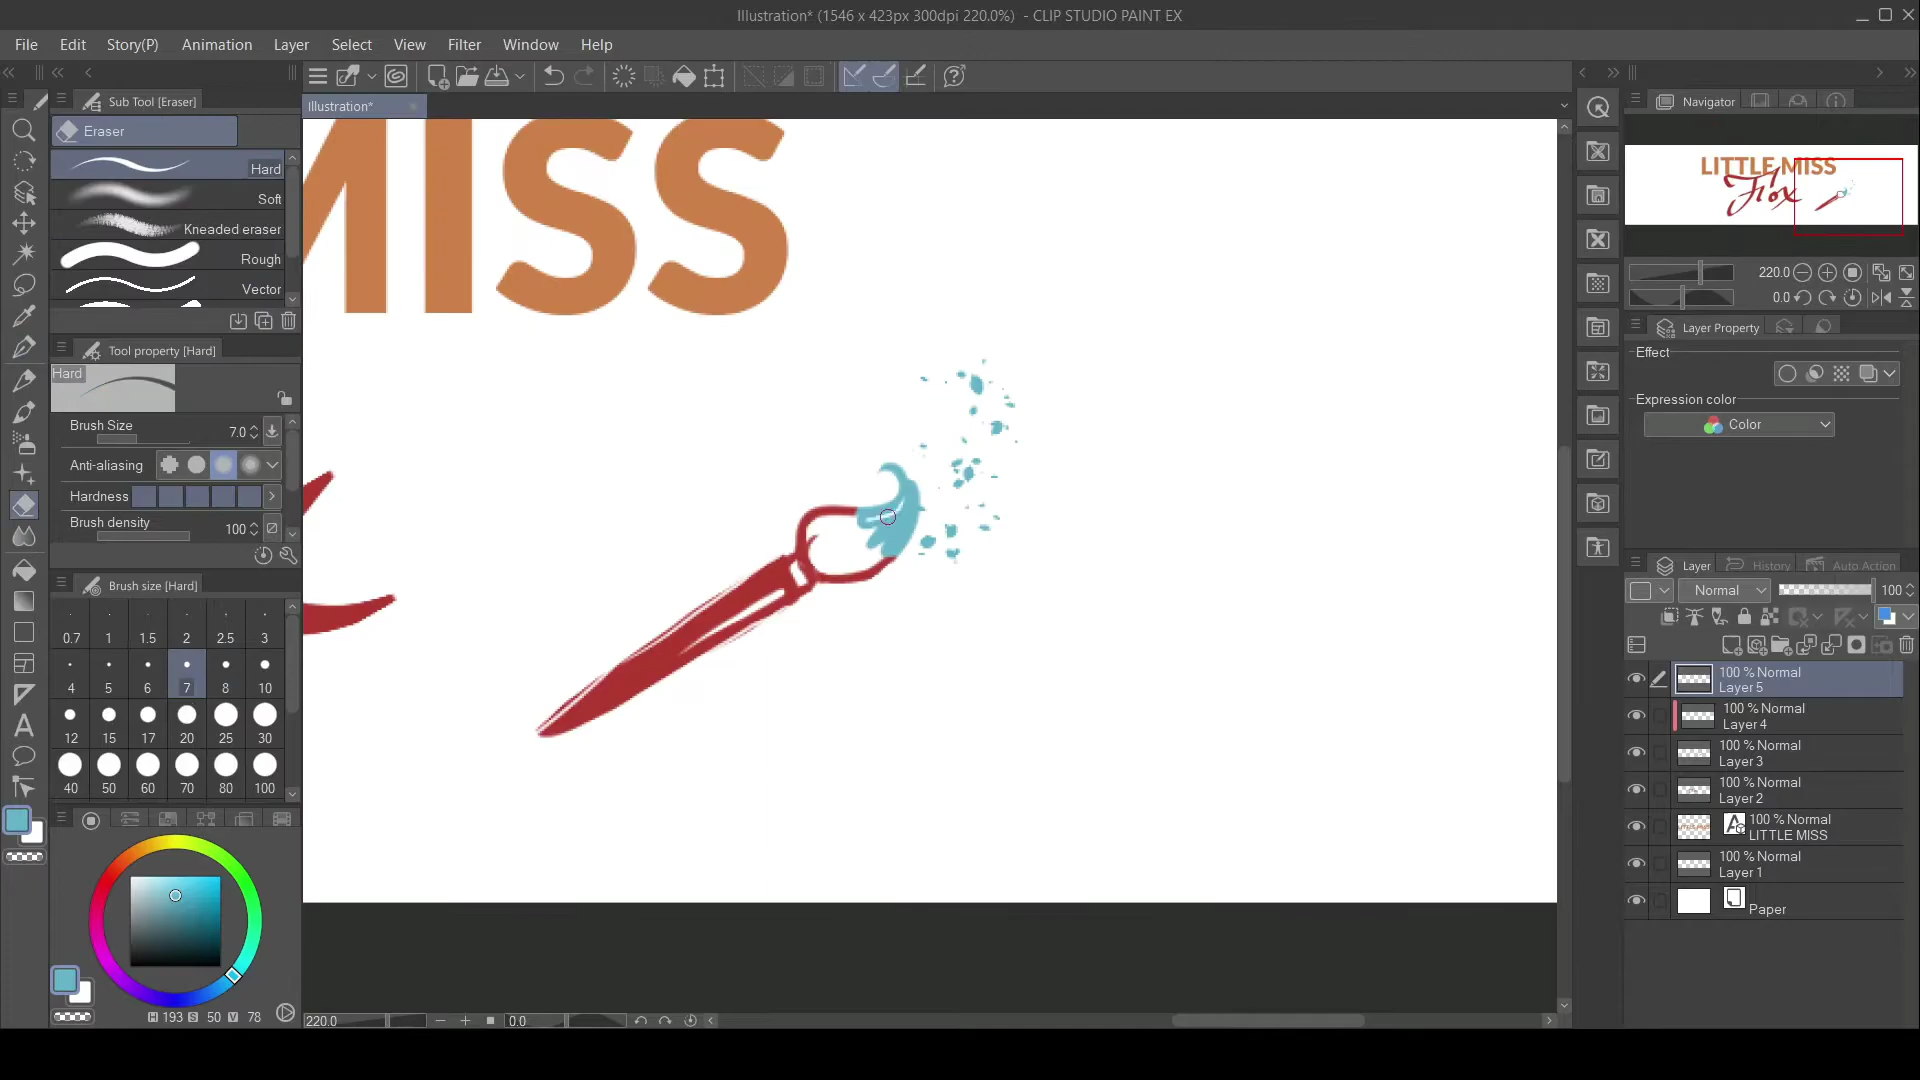 Illustration* (1546 x 423px 300dpi 220.0%) - CLIP STUDIO PAINT EX
File Edit Story(P) Animation Layer Select View Filter Window Help
Sub Tool [Eraser]
Eraser
Hard
Soft
Kneaded eraser
Rough
Vector
Tool property [Hard]
Hard
Brush Size 7.0
Anti-aliasing
Hardness
Brush density 100
Brush size [Hard]
0.7 1 1.5 2 2.5 3
4 5 6 7 8 10
12 15 17 20 25 30
40 50 60 70 80 100
H 193 S 50 V 78
Illustration*
MISS
220.0 0.0
Navigator
LITTLE MISS
Flox
220.0
0.0
Layer Property
Effect
Expression color
Color
Layer History Auto Action
Normal 100
100 % Normal
Layer 5
100 % Normal
Layer 4
100 % Normal
Layer 3
100 % Normal
Layer 2
100 % Normal
LITTLE MISS
100 % Normal
Layer 1
Paper